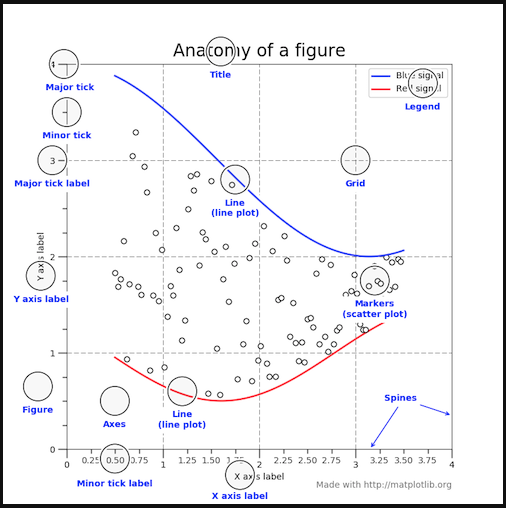 Anatomy of a figure
Title
Blue signal
Red signal
Legend
4
Major tick
Minor tick
3
Major tick label
Grid
Line
(line plot)
2
Y axis label
Y axis label
Markers
(scatter plot)
1
Figure
Axes
Line
(line plot)
Spines
0
0 0.25 0.50 0.75 1 1.25 1.50 1.75 2 2.25 2.50 2.75 3 3.25 3.50 3.75 4
Minor tick label
X axis label
X axis label
Made with http://matplotlib.org